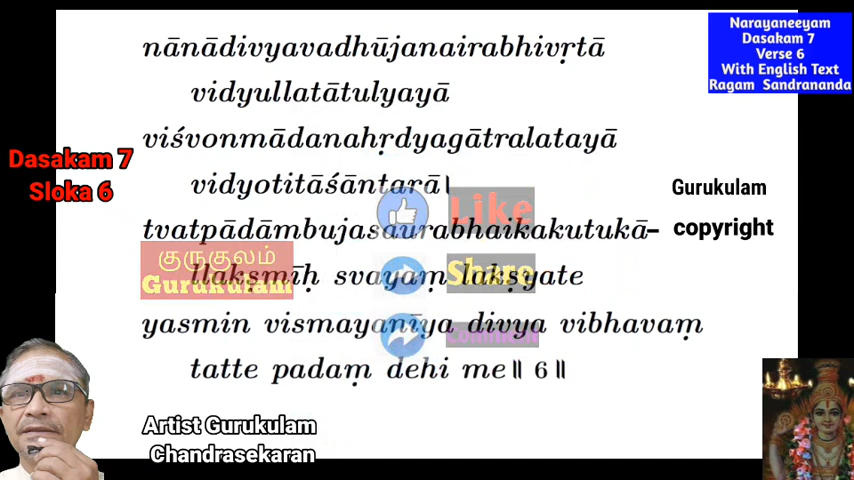 nānādivyavadhūjanairabhivṛtā
vidyullatātulyayā
viśvonmādanahṛdyagātralatayā
vidyotitāśāntarā।
tvatpādāmbujasaurabhaikakutukā–
llakṣmīḥ svayaṃ lakṣyate
yasmin vismayanīya divya vibhavaṃ
tatte padaṃ dehi me॥ 6॥
Narayaneeyam
Dasakam 7
Verse 6
With English Text
Ragam Sandrananda
Dasakam 7
Sloka 6
Gurukulam
copyright
Like
Share
Comment
குருகுலம்
Gurukulam
Artist Gurukulam
Chandrasekaran